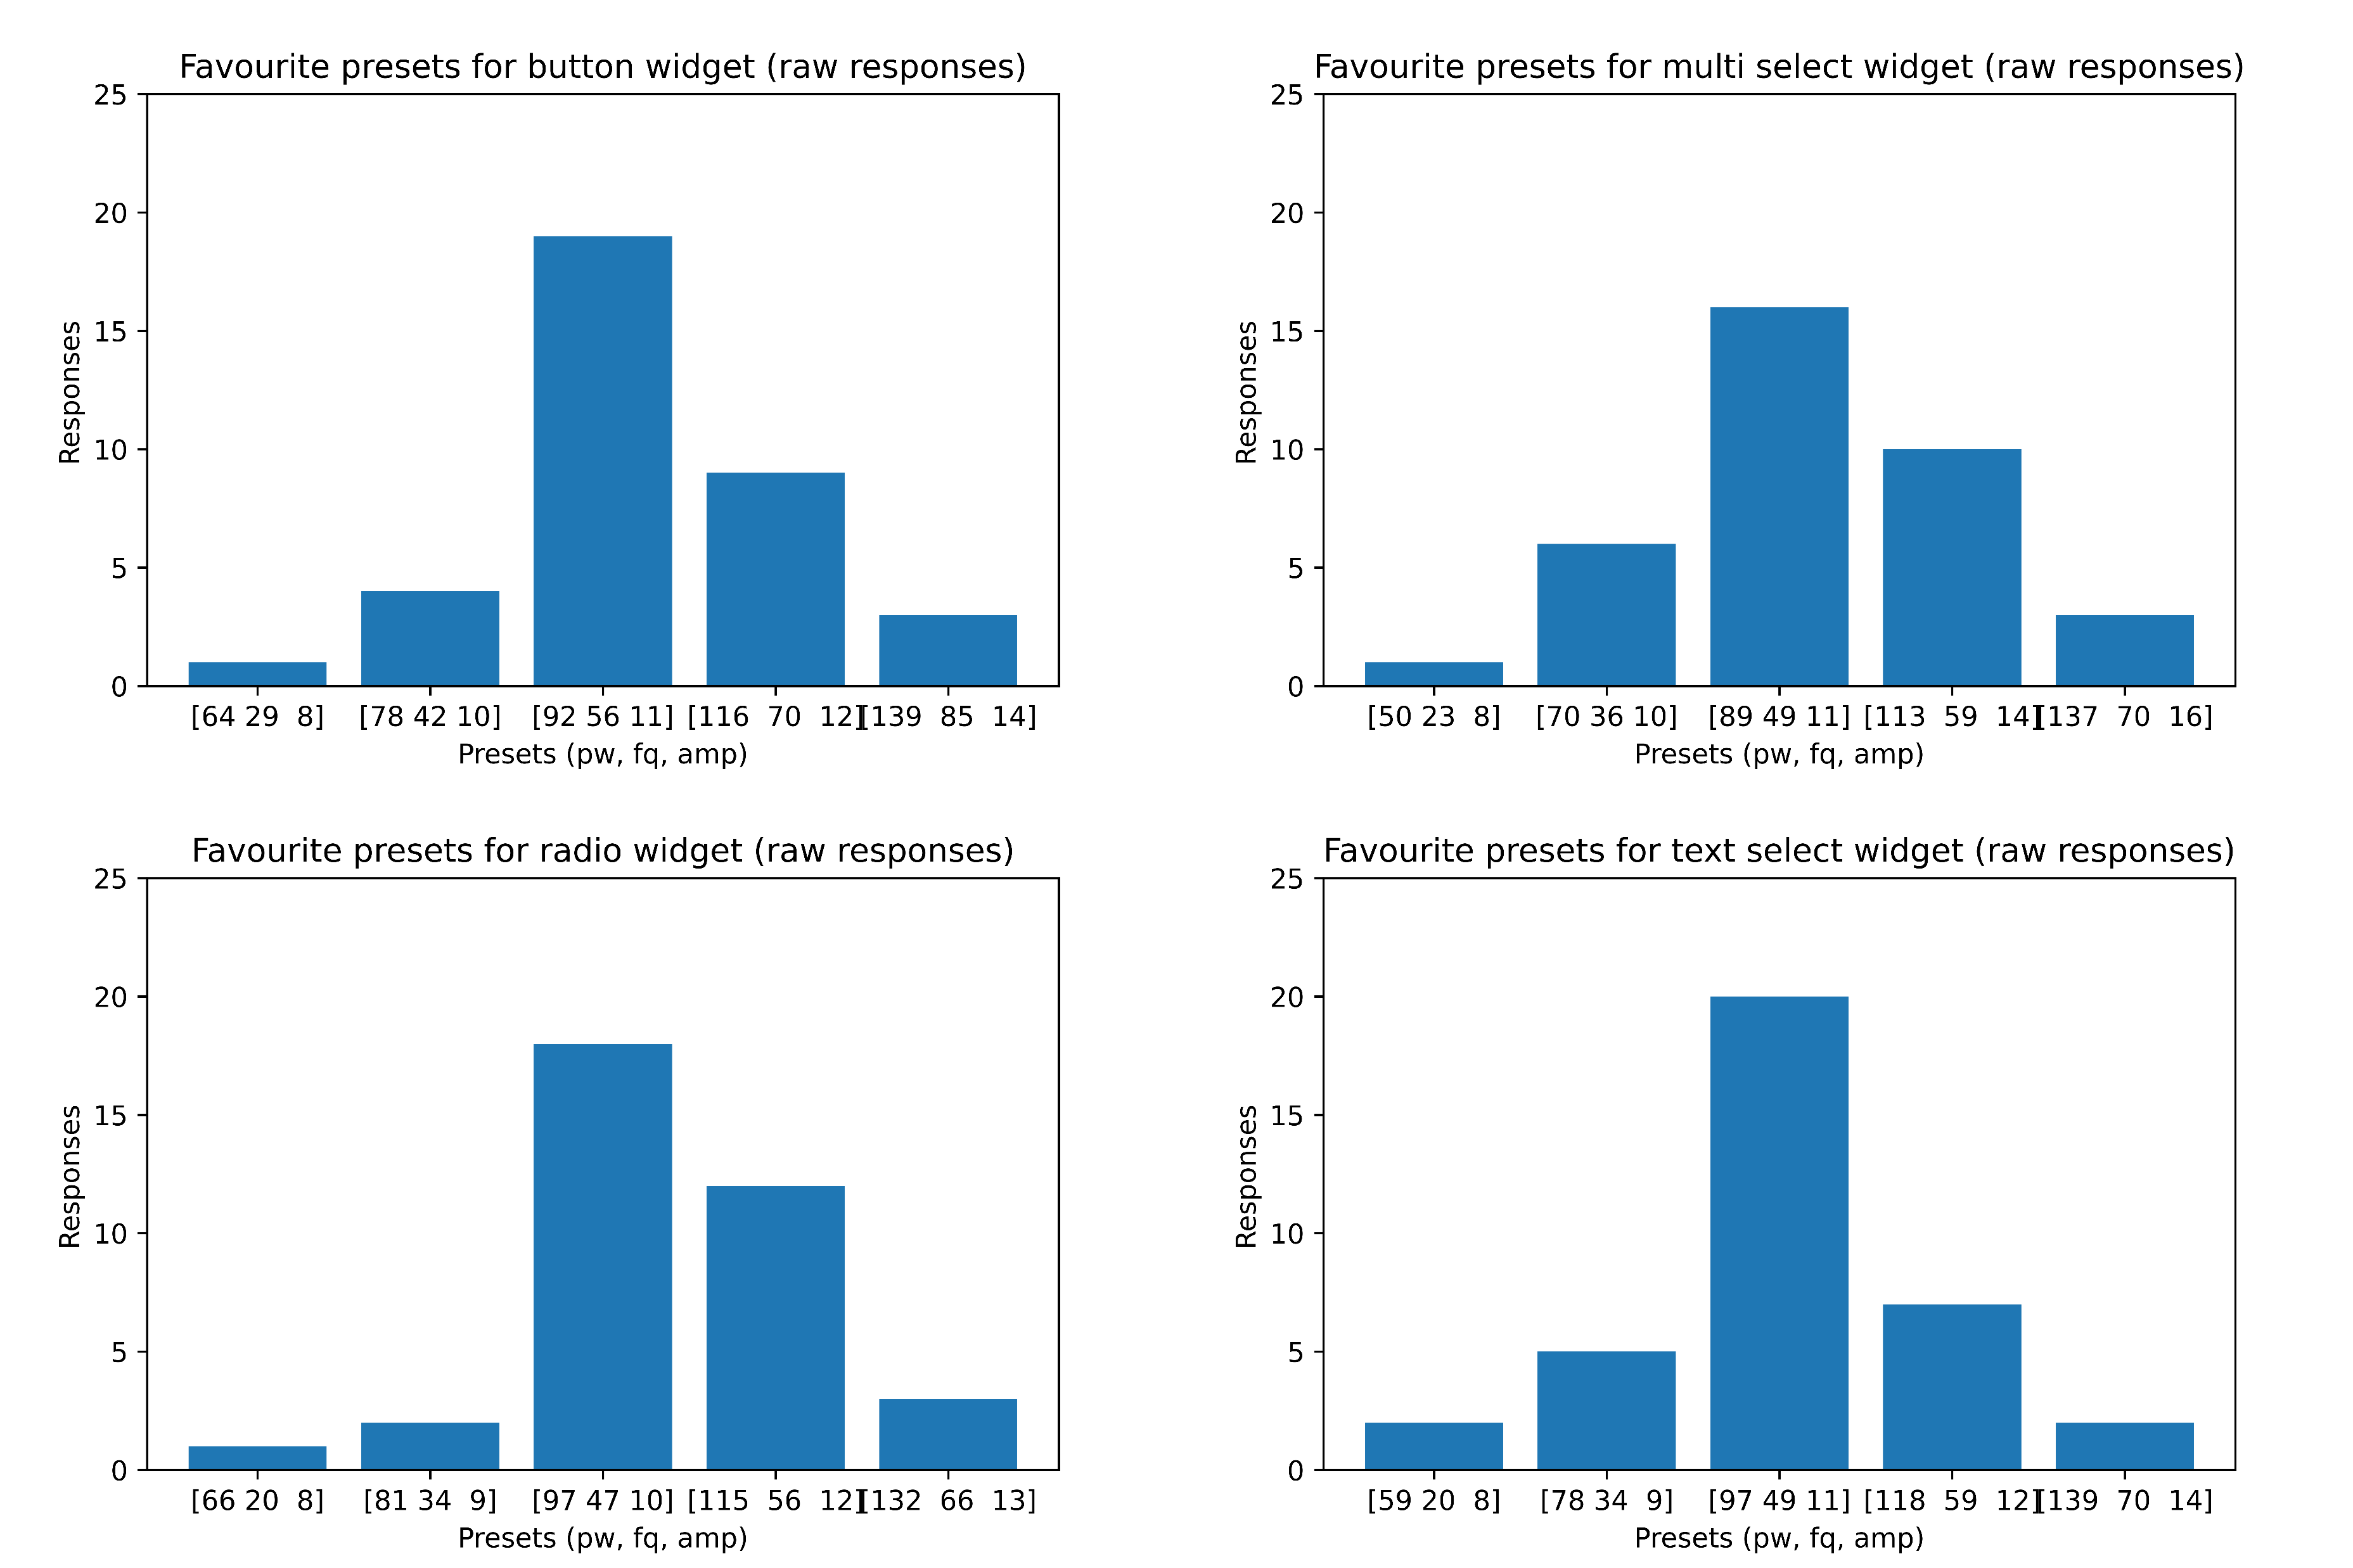 Favourite presets for button widget (raw responses)
25
20
15
10
5
0
Responses
[64 29 8] [78 42 10] [92 56 11] [116 70 12] [139 85 14]
Presets (pw, fq, amp)
Favourite presets for multi select widget (raw responses)
25
20
15
10
5
0
Responses
[50 23 8] [70 36 10] [89 49 11] [113 59 14] [137 70 16]
Presets (pw, fq, amp)
Favourite presets for radio widget (raw responses)
25
20
15
10
5
0
Responses
[66 20 8] [81 34 9] [97 47 10] [115 56 12] [132 66 13]
Presets (pw, fq, amp)
Favourite presets for text select widget (raw responses)
25
20
15
10
5
0
Responses
[59 20 8] [78 34 9] [97 49 11] [118 59 12] [139 70 14]
Presets (pw, fq, amp)